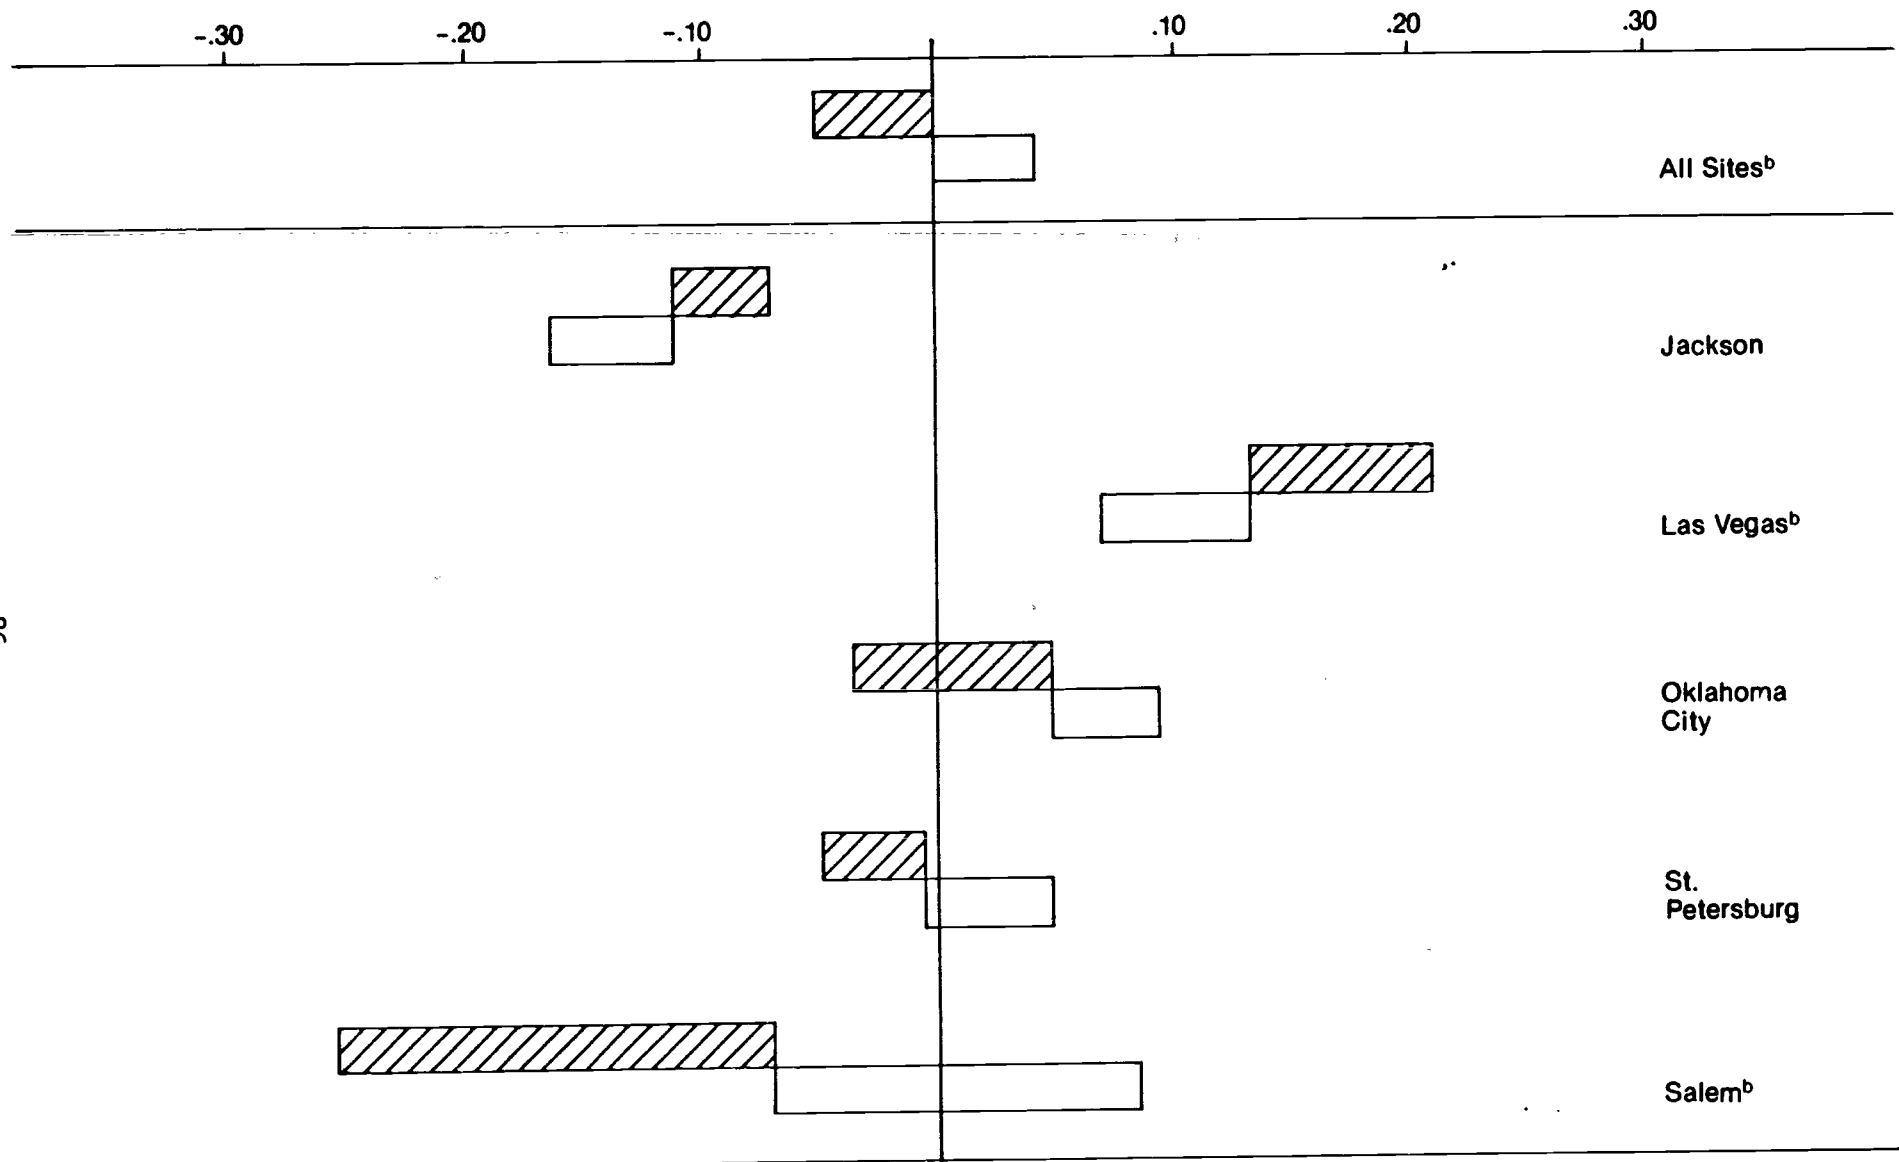 -.30 -.20 -.10 .10 .20 .30
All Sitesᵇ
Jackson
Las Vegasᵇ
Oklahoma
City
St.
Petersburg
Salemᵇ